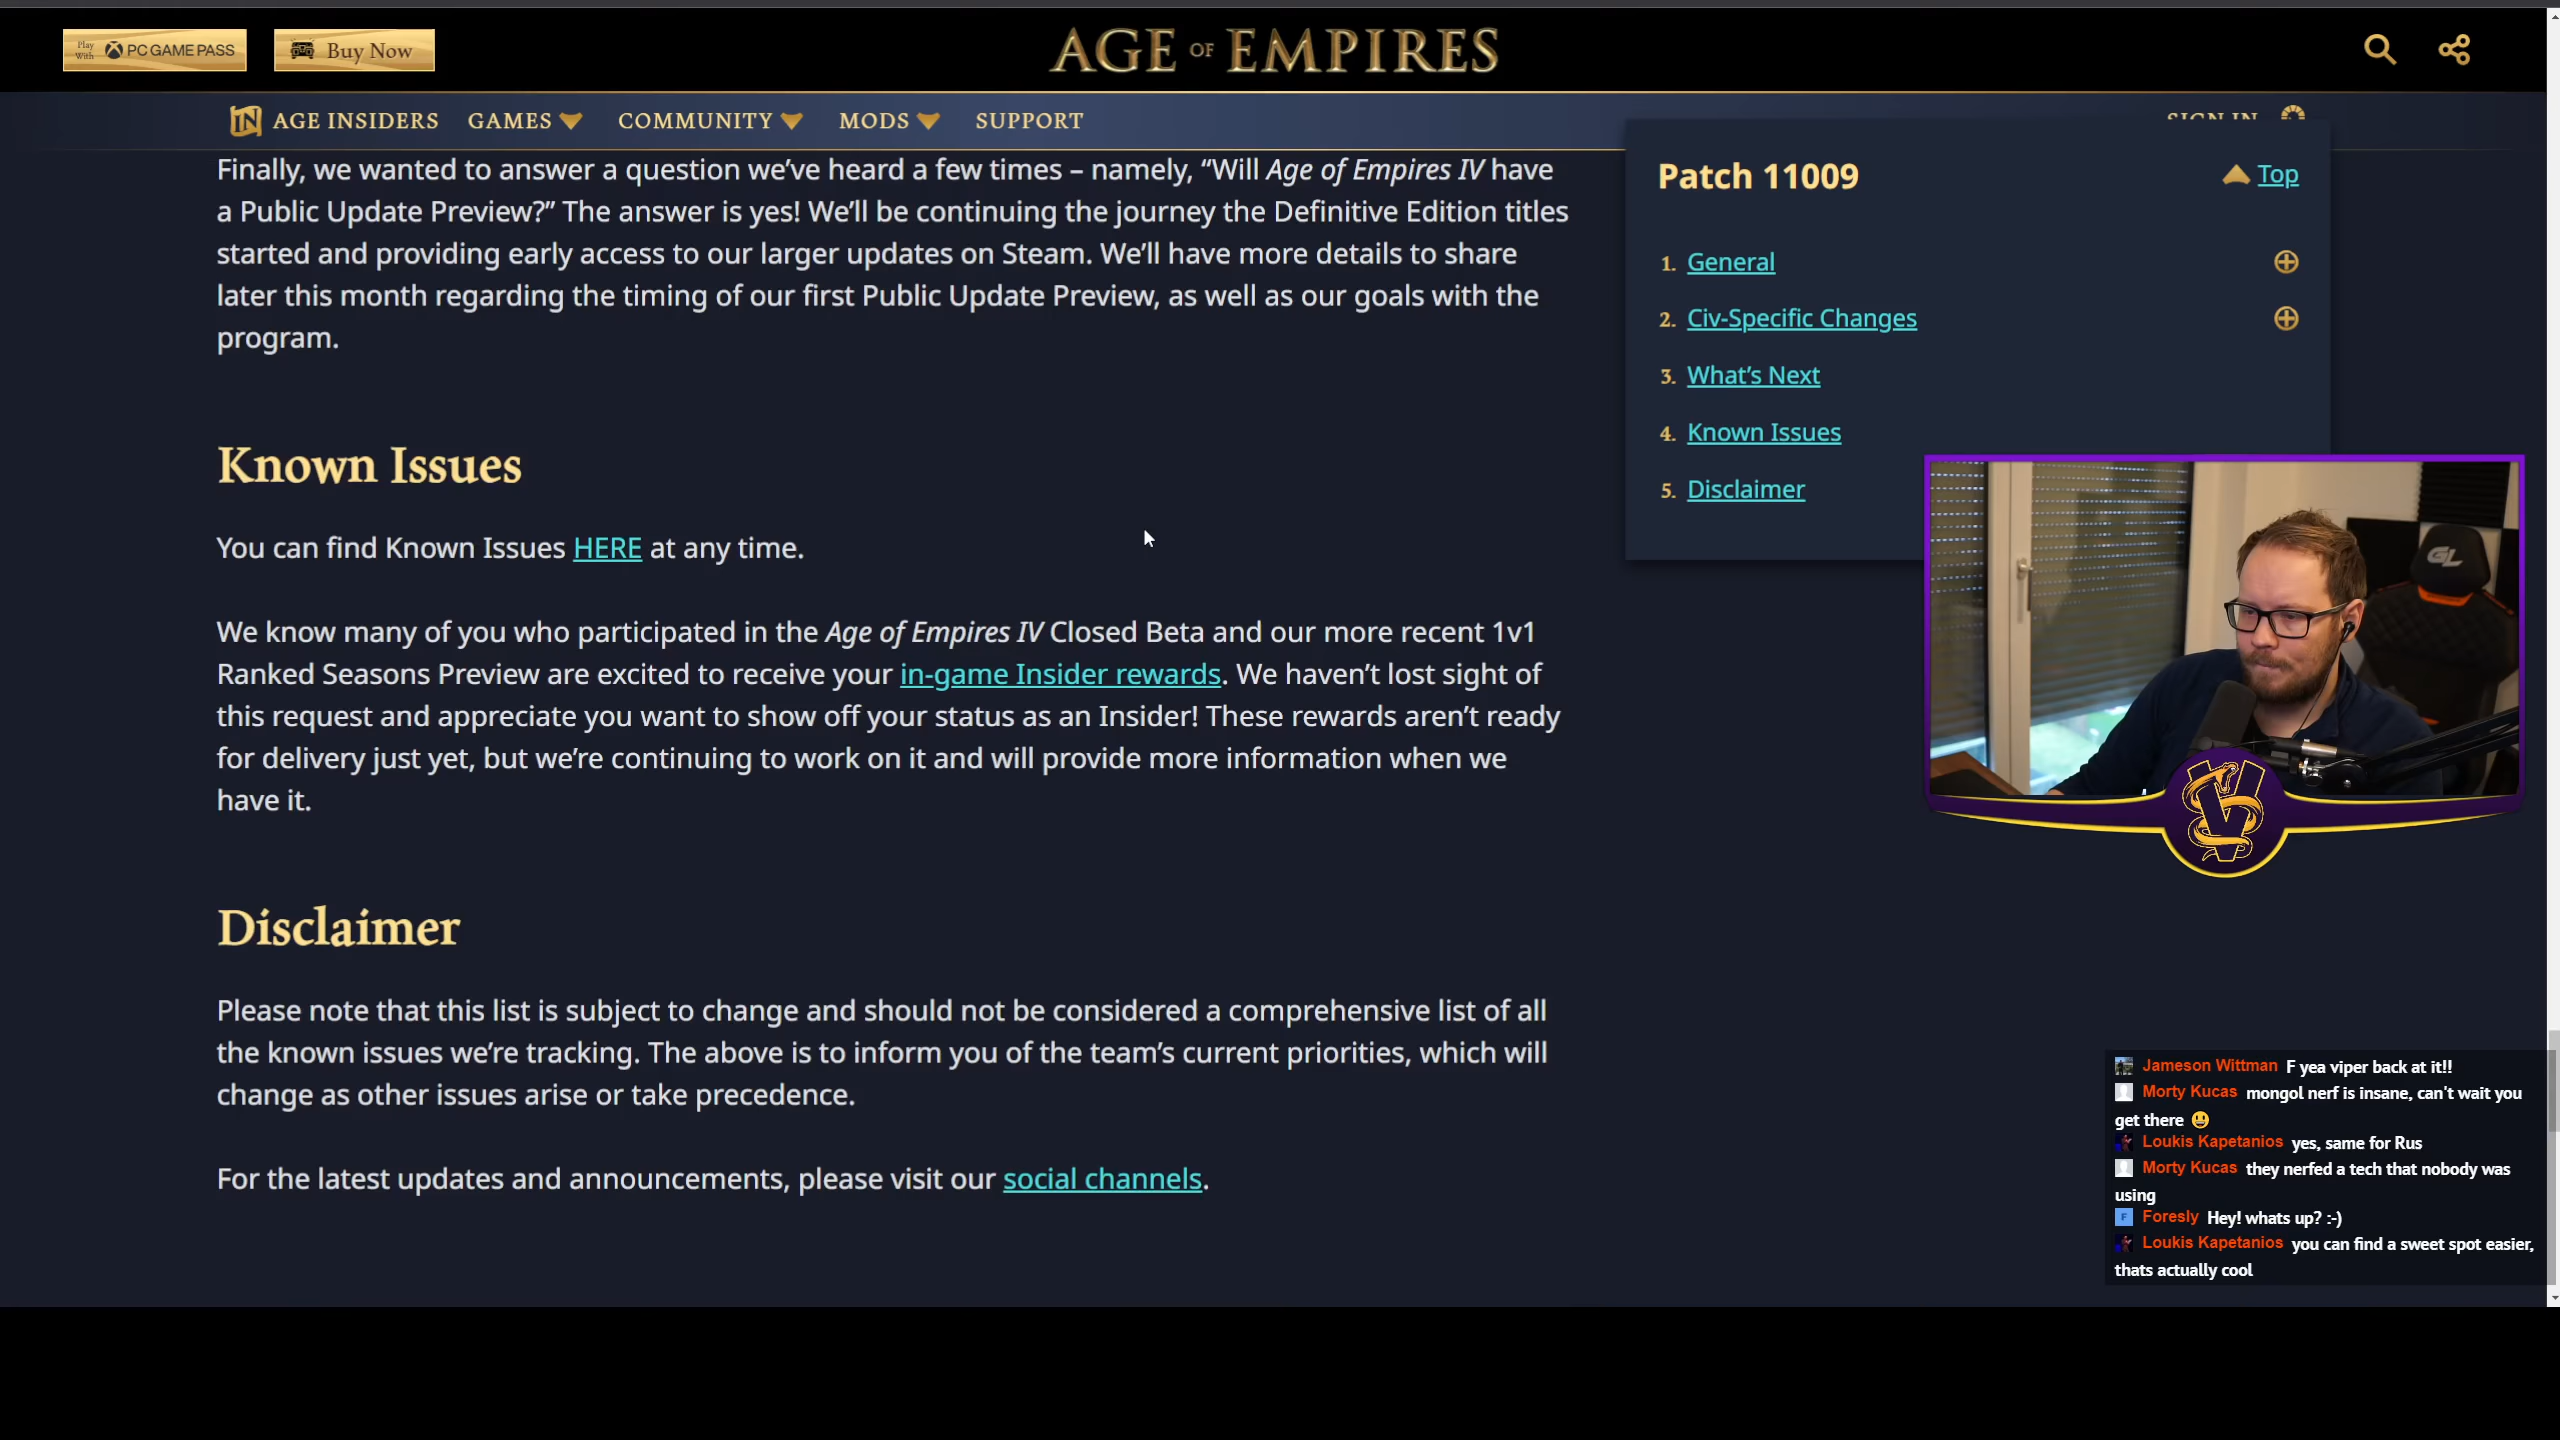 Play With PC GAME PASS
Buy Now
AGE OF EMPIRES
IN AGE INSIDERS GAMES COMMUNITY MODS SUPPORT
SIGN IN
Finally, we wanted to answer a question we’ve heard a few times – namely, “Will Age of Empires IV have
a Public Update Preview?” The answer is yes! We’ll be continuing the journey the Definitive Edition titles
started and providing early access to our larger updates on Steam. We’ll have more details to share
later this month regarding the timing of our first Public Update Preview, as well as our goals with the
program.
Known Issues
You can find Known Issues HERE at any time.
We know many of you who participated in the Age of Empires IV Closed Beta and our more recent 1v1
Ranked Seasons Preview are excited to receive your in-game Insider rewards. We haven’t lost sight of
this request and appreciate you want to show off your status as an Insider! These rewards aren’t ready
for delivery just yet, but we’re continuing to work on it and will provide more information when we
have it.
Disclaimer
Please note that this list is subject to change and should not be considered a comprehensive list of all
the known issues we’re tracking. The above is to inform you of the team’s current priorities, which will
change as other issues arise or take precedence.
For the latest updates and announcements, please visit our social channels.
Patch 11009
Top
1. General
2. Civ-Specific Changes
3. What’s Next
4. Known Issues
5. Disclaimer
GL
V
Jameson Wittman F yea viper back at it!!
Morty Kucas mongol nerf is insane, can't wait you
get there 😃
Loukis Kapetanios yes, same for Rus
Morty Kucas they nerfed a tech that nobody was
using
F Foresly Hey! whats up? :-)
Loukis Kapetanios you can find a sweet spot easier,
thats actually cool